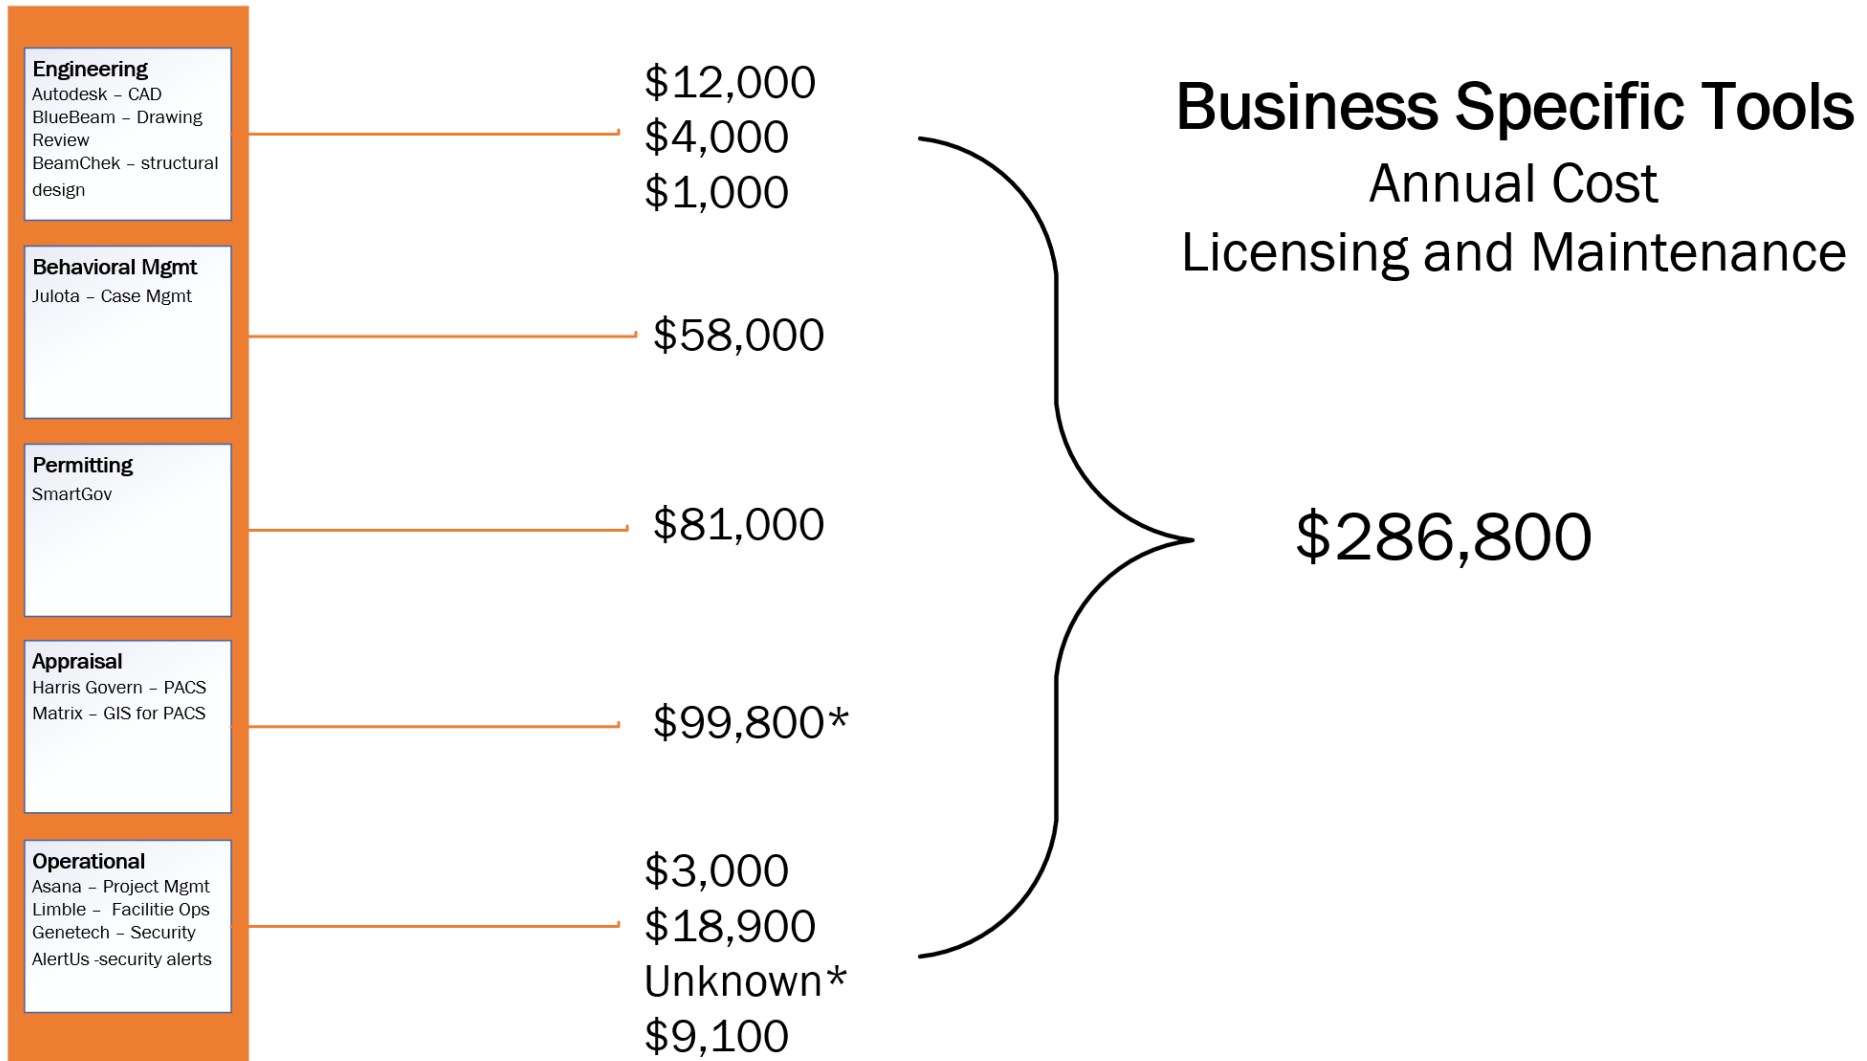 Engineering
Autodesk – CAD
BlueBeam – Drawing
Review
BeamChek – structural
design
$12,000
$4,000
$1,000
Business Specific Tools
Annual Cost
Licensing and Maintenance
Behavioral Mgmt
Julota – Case Mgmt
$58,000
Permitting
SmartGov
$81,000
$286,800
Appraisal
Harris Govern – PACS
Matrix – GIS for PACS
$99,800*
Operational
Asana – Project Mgmt
Limble –  Facilitie Ops
Genetech – Security
AlertUs -security alerts
$3,000
$18,900
Unknown*
$9,100